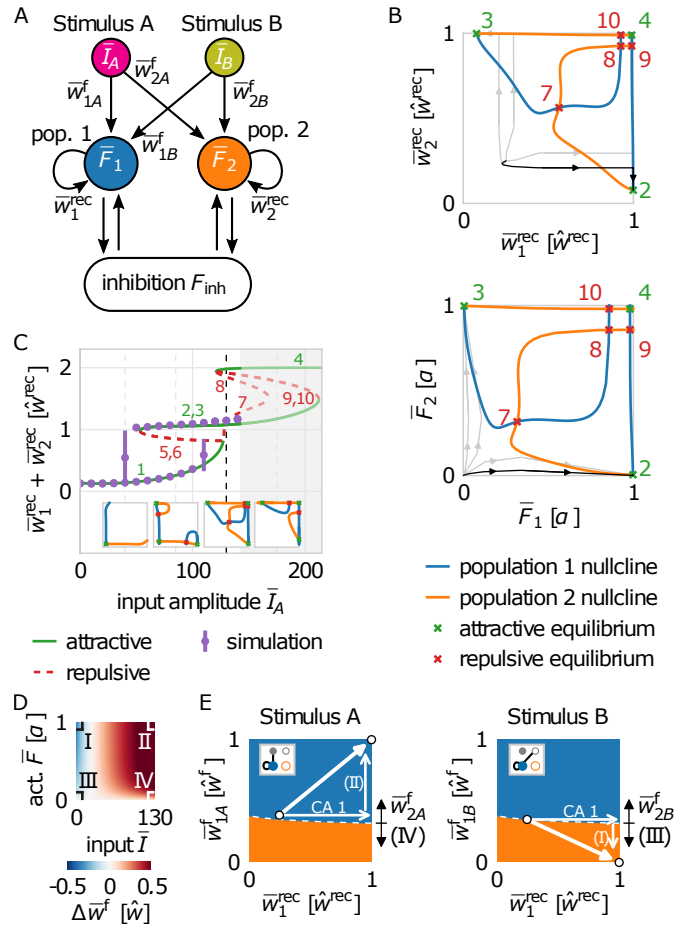 A
Stimulus A
Stimulus B
I̅_A
I̅_B
w̅^f_1A
w̅^f_2A
w̅^f_1B
w̅^f_2B
pop. 1
pop. 2
F̅_1
F̅_2
w̅^rec_1
w̅^rec_2
inhibition F_inh
B
3
10
4
8
9
7
2
1
0
w̅^rec_2 [ŵ^rec]
0
1
w̅^rec_1 [ŵ^rec]
3
10
4
8
9
7
2
1
0
F̅_2 [a]
0
1
F̅_1 [a]
population 1 nullcline
population 2 nullcline
attractive equilibrium
repulsive equilibrium
C
w̅^rec_1 + w̅^rec_2 [ŵ^rec]
2
1
0
4
8
7
9,10
2,3
5,6
1
0
100
200
input amplitude I̅_A
attractive
repulsive
simulation
D
act. F̅ [a]
1
0
I
II
III
IV
0
130
input I̅
-0.5
0.5
Δw̅^f [ŵ]
E
Stimulus A
w̅^f_1A [ŵ^f]
1
0
(II)
CA 1
w̅^f_2A
(IV)
0
1
w̅^rec_1 [ŵ^rec]
Stimulus B
w̅^f_1B [ŵ^f]
1
0
CA 1
(I)
w̅^f_2B
(III)
0
1
w̅^rec_1 [ŵ^rec]